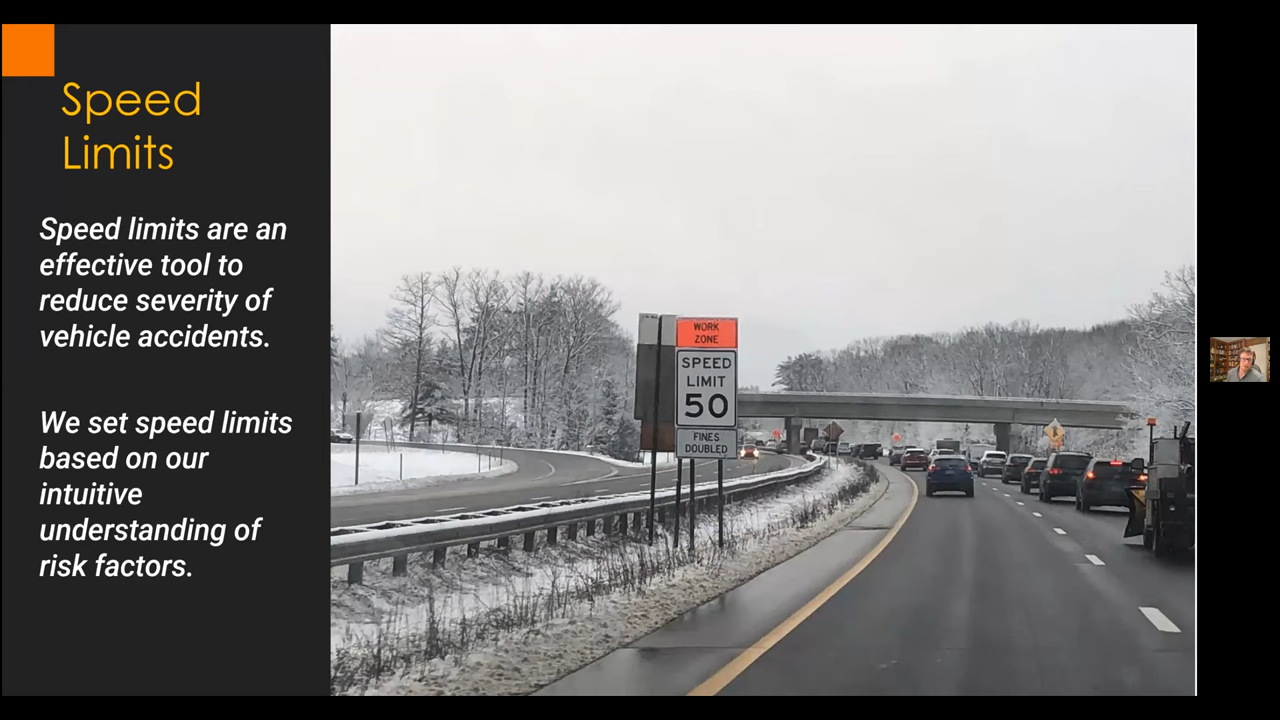 Speed
Limits
Speed limits are an
effective tool to
reduce severity of
vehicle accidents.
We set speed limits
based on our
intuitive
understanding of
risk factors.
WORK
ZONE
SPEED
LIMIT
50
FINES
DOUBLED